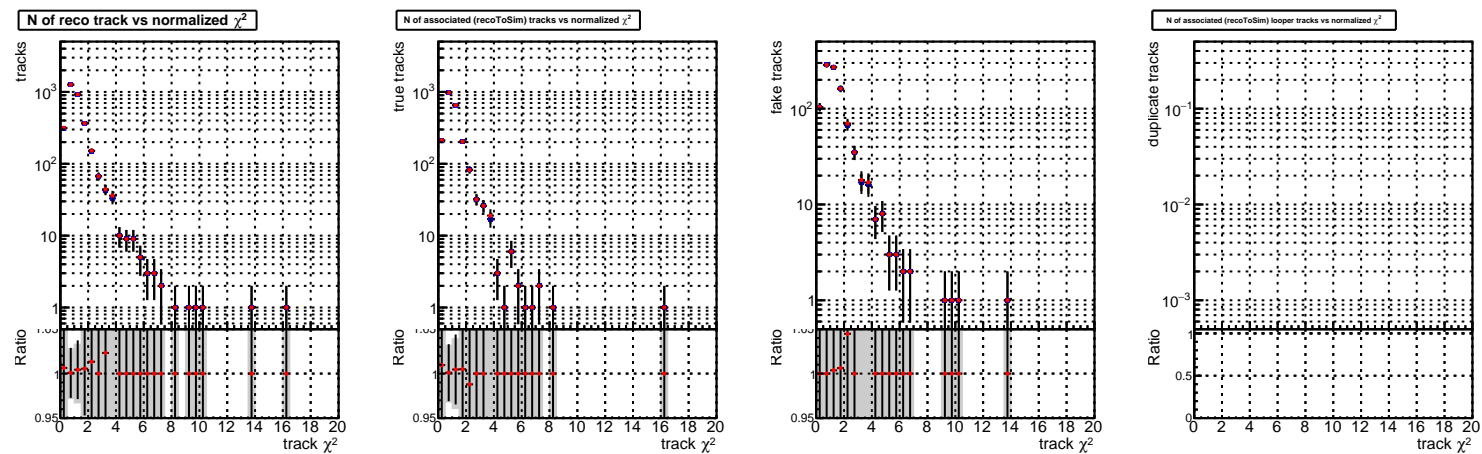 N of reco track vs normalized χ²
tracks
10³
10²
10
1
Ratio
1.05
1
0.95
0 2 4 6 8 10 12 14 16 18 20
track χ²
N of associated (recoToSim) tracks vs normalized χ²
true tracks
10³
10²
10
1
Ratio
1.05
1
0.95
0 2 4 6 8 10 12 14 16 18 20
track χ²
fake tracks
10²
10
1
Ratio
1.05
1
0.95
0 2 4 6 8 10 12 14 16 18 20
track χ²
N of associated (recoToSim) looper tracks vs normalized χ²
duplicate tracks
10⁻¹
10⁻²
10⁻³
Ratio
1
0.5
0
0 2 4 6 8 10 12 14 16 18 20
track χ²